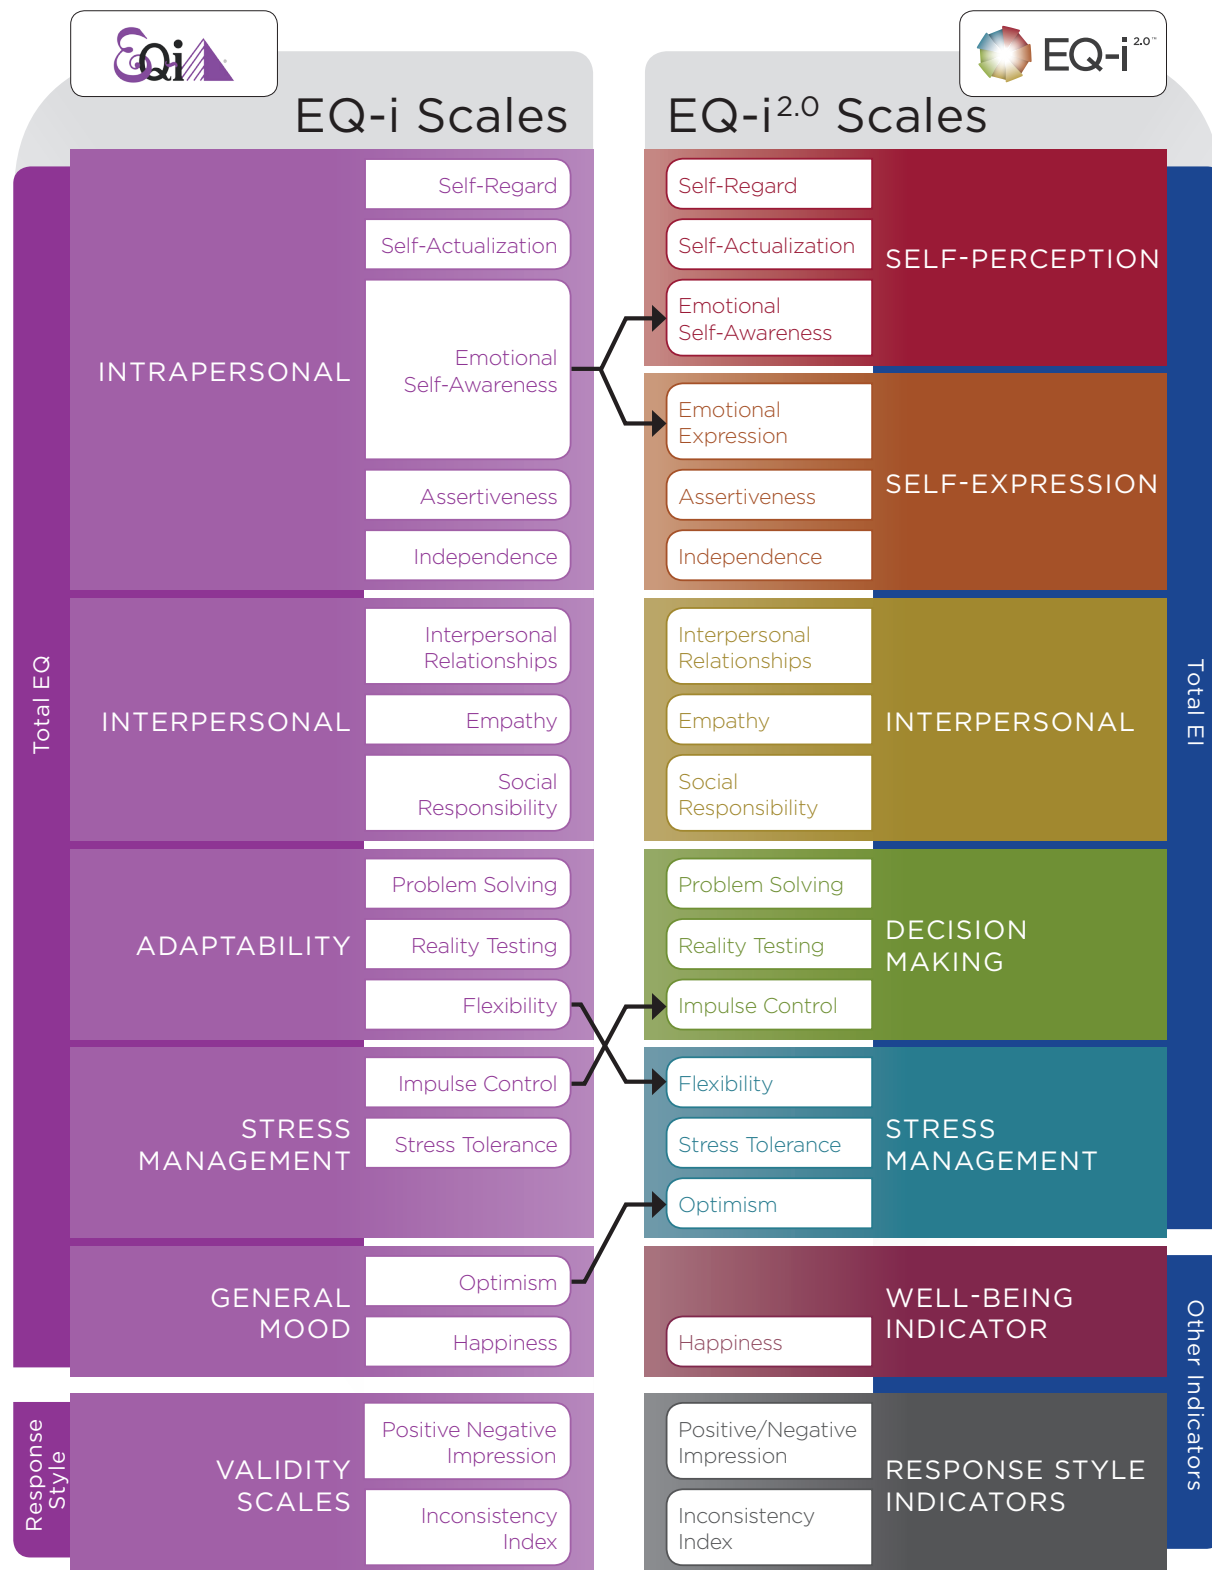 EQi
EQ-i 2.0™
EQ-i Scales
EQ-i 2.0 Scales
Total EQ
INTRAPERSONAL
Self-Regard
Self-Actualization
Emotional
Self-Awareness
Assertiveness
Independence
INTERPERSONAL
Interpersonal
Relationships
Empathy
Social
Responsibility
ADAPTABILITY
Problem Solving
Reality Testing
Flexibility
STRESS
MANAGEMENT
Impulse Control
Stress Tolerance
GENERAL
MOOD
Optimism
Happiness
Response
Style
VALIDITY
SCALES
Positive Negative
Impression
Inconsistency
Index
Self-Regard
Self-Actualization
Emotional
Self-Awareness
SELF-PERCEPTION
Emotional
Expression
Assertiveness
Independence
SELF-EXPRESSION
Interpersonal
Relationships
Empathy
Social
Responsibility
INTERPERSONAL
Problem Solving
Reality Testing
Impulse Control
DECISION
MAKING
Flexibility
Stress Tolerance
Optimism
STRESS
MANAGEMENT
Total EI
Happiness
WELL-BEING
INDICATOR
Positive/Negative
Impression
Inconsistency
Index
RESPONSE STYLE
INDICATORS
Other Indicators